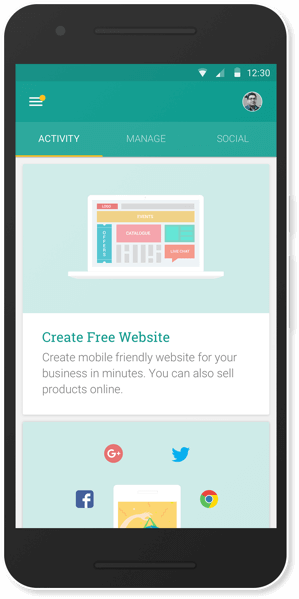 12:30
ACTIVITY MANAGE SOCIAL
LOGO
EVENTS
OFFERS
CATALOGUE
LIVE CHAT
Create Free Website
Create mobile friendly website for your
business in minutes. You can also sell
products online.
G+
f